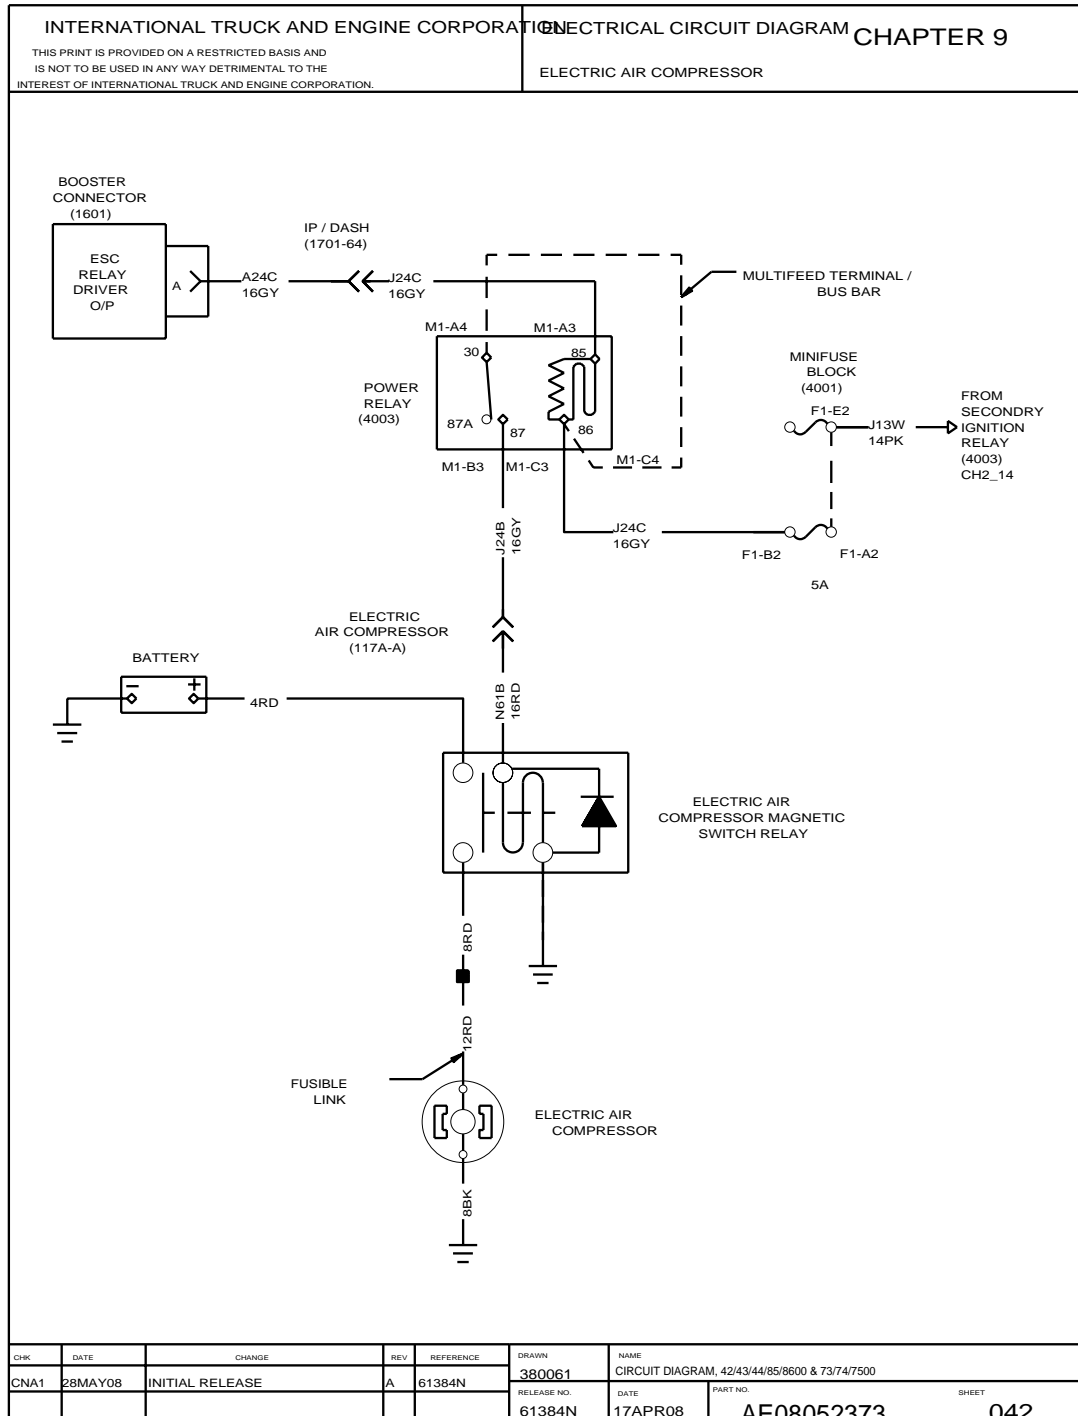 INTERNATIONAL TRUCK AND ENGINE CORPORATION
THIS PRINT IS PROVIDED ON A RESTRICTED BASIS AND
IS NOT TO BE USED IN ANY WAY DETRIMENTAL TO THE
INTEREST OF INTERNATIONAL TRUCK AND ENGINE CORPORATION.
ELECTRICAL CIRCUIT DIAGRAM
CHAPTER 9
ELECTRIC AIR COMPRESSOR
BOOSTER
CONNECTOR
(1601)
ESC
RELAY
DRIVER
O/P
A
A24C
16GY
IP / DASH
(1701-64)
J24C
16GY
MULTIFEED TERMINAL /
BUS BAR
M1-A4
M1-A3
30
85
POWER
RELAY
(4003)
87A
87
86
M1-B3
M1-C3
M1-C4
MINIFUSE
BLOCK
(4001)
F1-E2
J13W
14PK
FROM
SECONDRY
IGNITION
RELAY
(4003)
CH2_14
J24B
16GY
J24C
16GY
F1-B2
F1-A2
5A
ELECTRIC
AIR COMPRESSOR
(117A-A)
BATTERY
– +
4RD
N61B
16RD
ELECTRIC AIR
COMPRESSOR MAGNETIC
SWITCH RELAY
8RD
12RD
FUSIBLE
LINK
ELECTRIC AIR
COMPRESSOR
8BK
CHK DATE CHANGE REV REFERENCE
CNA1 28MAY08 INITIAL RELEASE A 61384N
DRAWN
380061
NAME
CIRCUIT DIAGRAM, 42/43/44/85/8600 & 73/74/7500
RELEASE NO.
61384N
DATE
17APR08
PART NO.
AE08052373
SHEET
042